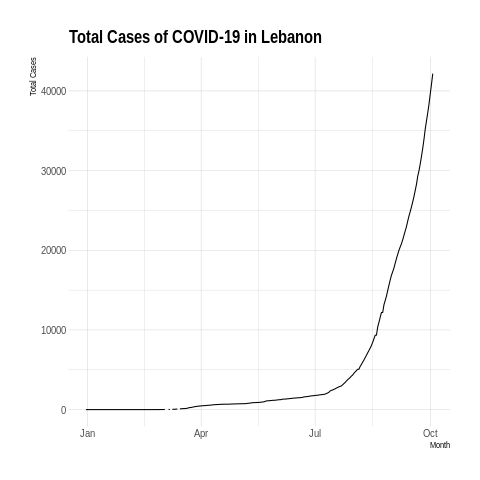 Total Cases of COVID-19 in Lebanon
Total Cases
40000
30000
20000
10000
0
Jan Apr Jul Oct
Month